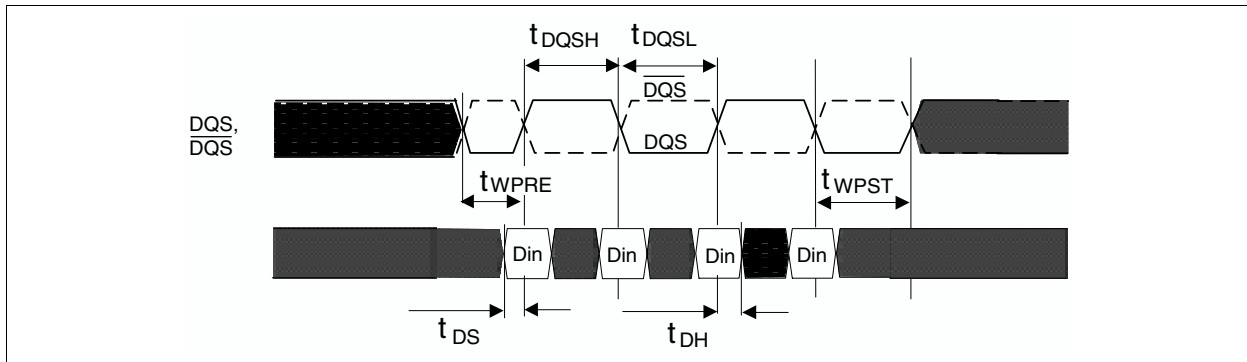 tDQSH tDQSL
DQS
DQS,
DQS
DQS
tWPRE
tWPST
Din Din Din Din
tDS
tDH